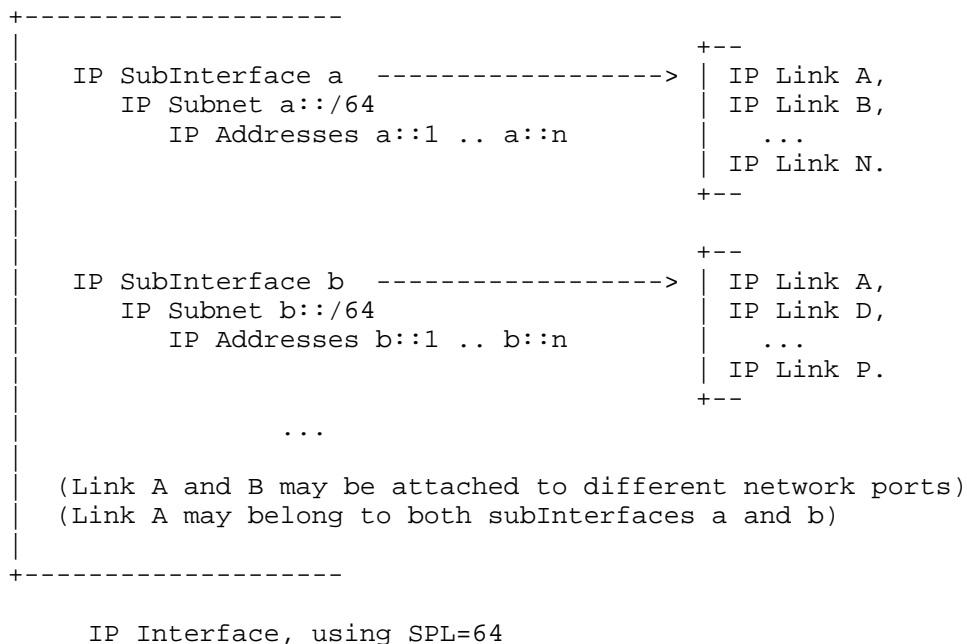 +--------------------
| +--
| IP SubInterface a ------------------> | IP Link A,
| IP Subnet a::/64 | IP Link B,
| IP Addresses a::1 .. a::n | ...
| | IP Link N.
| +--
|
| +--
| IP SubInterface b ------------------> | IP Link A,
| IP Subnet b::/64 | IP Link D,
| IP Addresses b::1 .. b::n | ...
| | IP Link P.
| +--
| ...
|
| (Link A and B may be attached to different network ports)
| (Link A may belong to both subInterfaces a and b)
|
+--------------------
IP Interface, using SPL=64